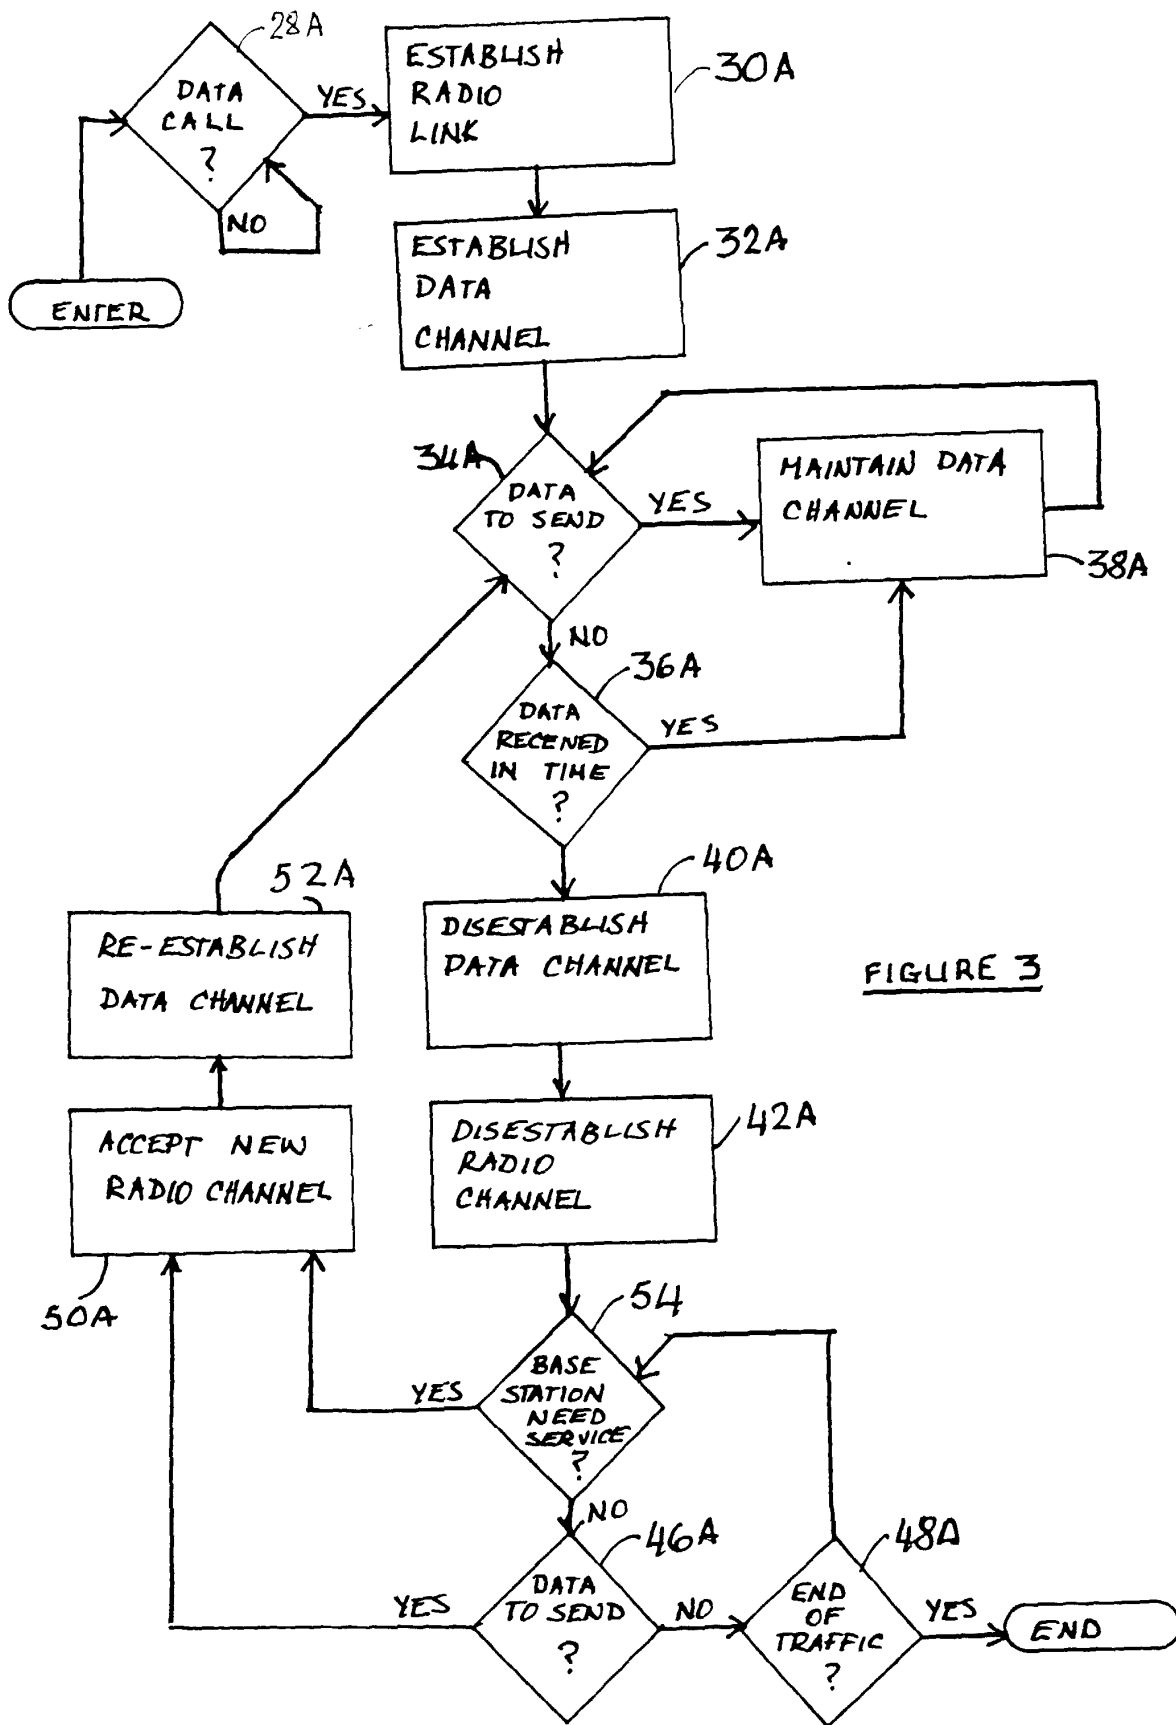 28A
DATA
CALL
?
YES
NO
ENTER
ESTABLISH
RADIO
LINK
30A
ESTABLISH
DATA
CHANNEL
32A
34A
DATA
TO SEND
?
YES
NO
MAINTAIN DATA
CHANNEL
38A
36A
DATA
RECEIVED
IN TIME
?
YES
40A
DISESTABLISH
DATA CHANNEL
52A
RE-ESTABLISH
DATA CHANNEL
FIGURE 3
42A
DISESTABLISH
RADIO
CHANNEL
ACCEPT NEW
RADIO CHANNEL
50A
54
BASE
STATION
NEED
SERVICE
?
YES
NO
46A
DATA
TO SEND
?
YES
NO
48A
END
OF
TRAFFIC
?
YES
END